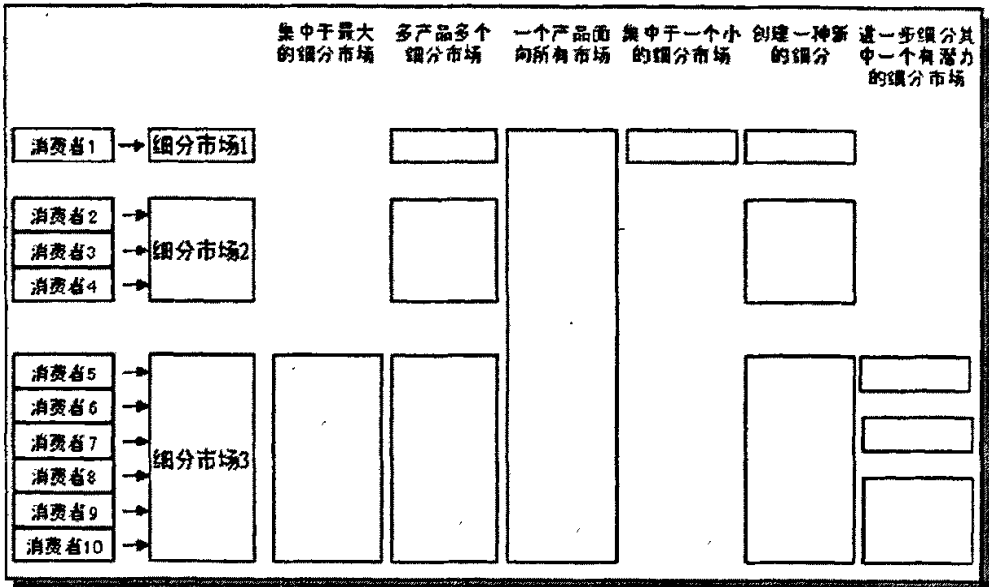 集中于最大
的细分市场
多产品多个
细分市场
一个产品面
向所有市场
集中于一个小
的细分市场
创建一种新
的细分
进一步细分其
中一个有潜力
的细分市场
消费者1
细分市场1
消费者2
消费者3
细分市场2
消费者4
消费者5
消费者6
消费者7
细分市场3
消费者8
消费者9
消费者10